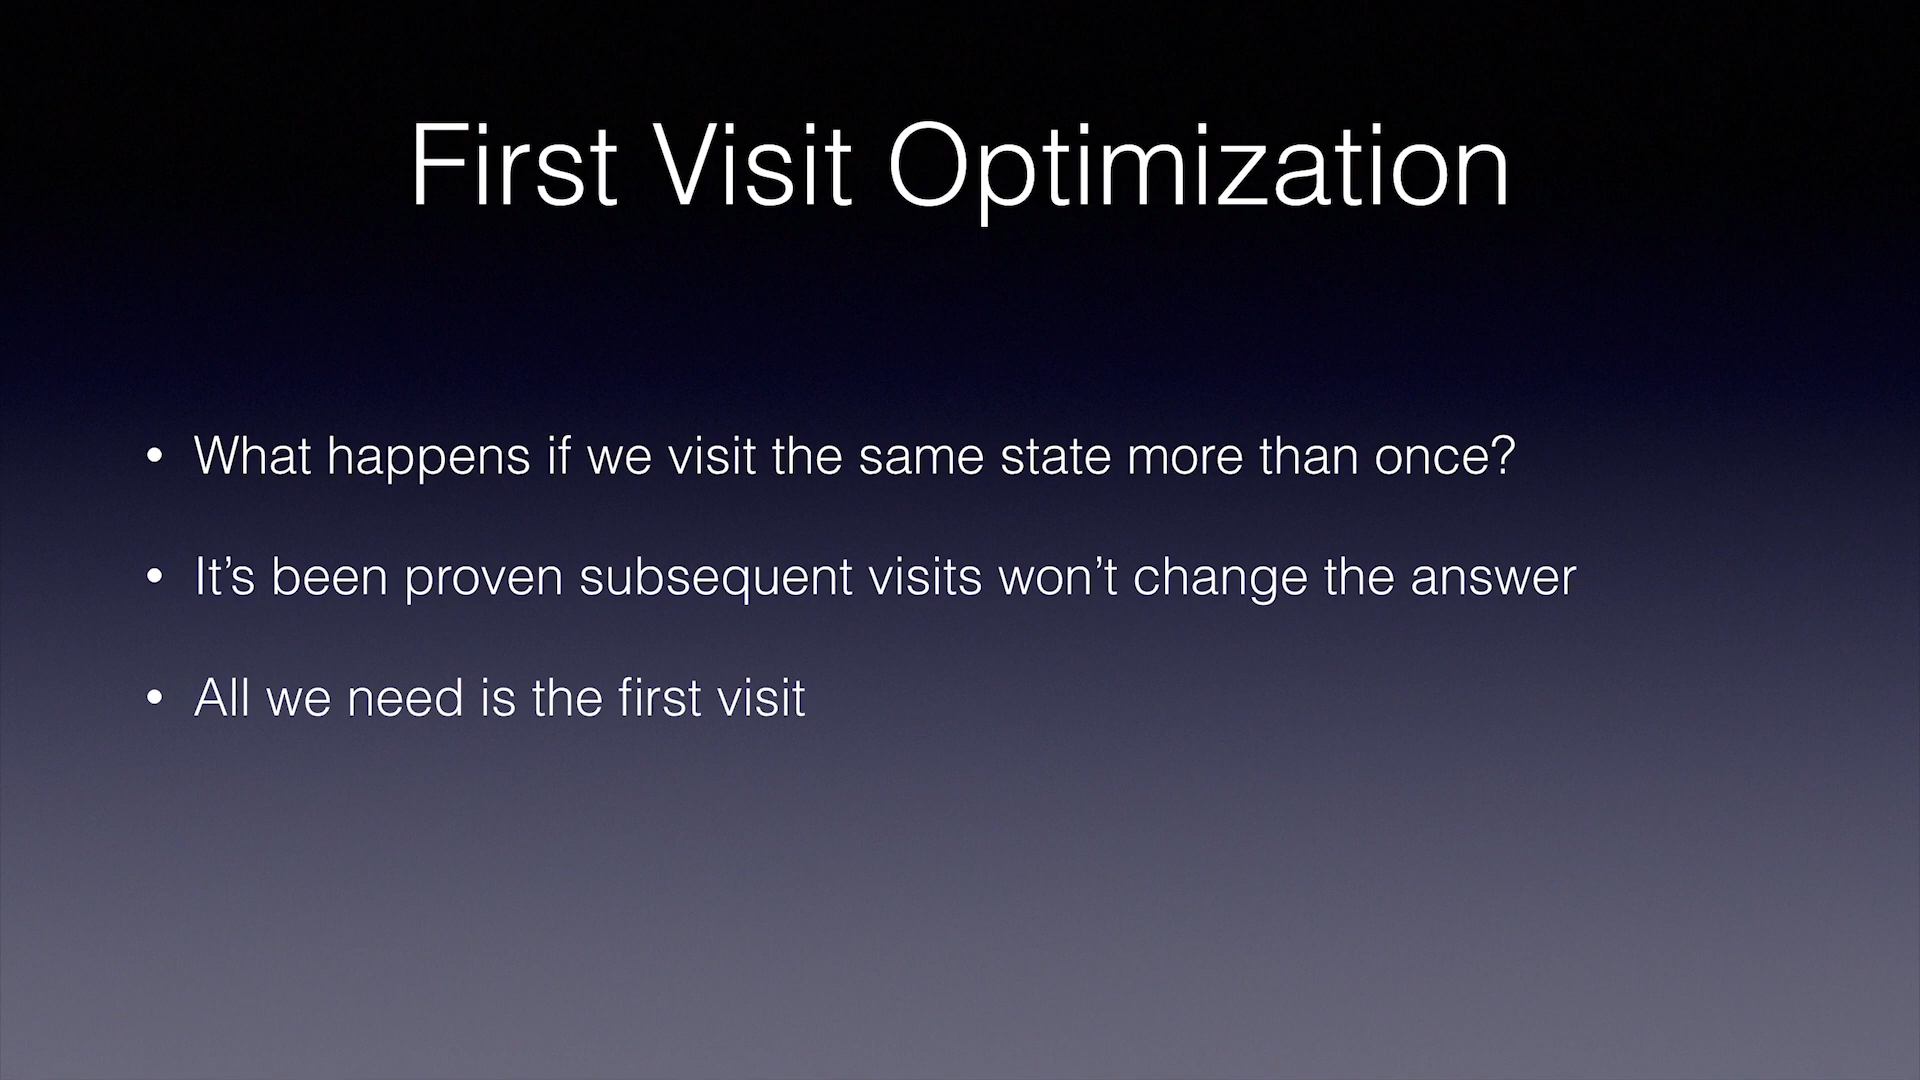 First Visit Optimization
• What happens if we visit the same state more than once?
• It’s been proven subsequent visits won’t change the answer
• All we need is the first visit